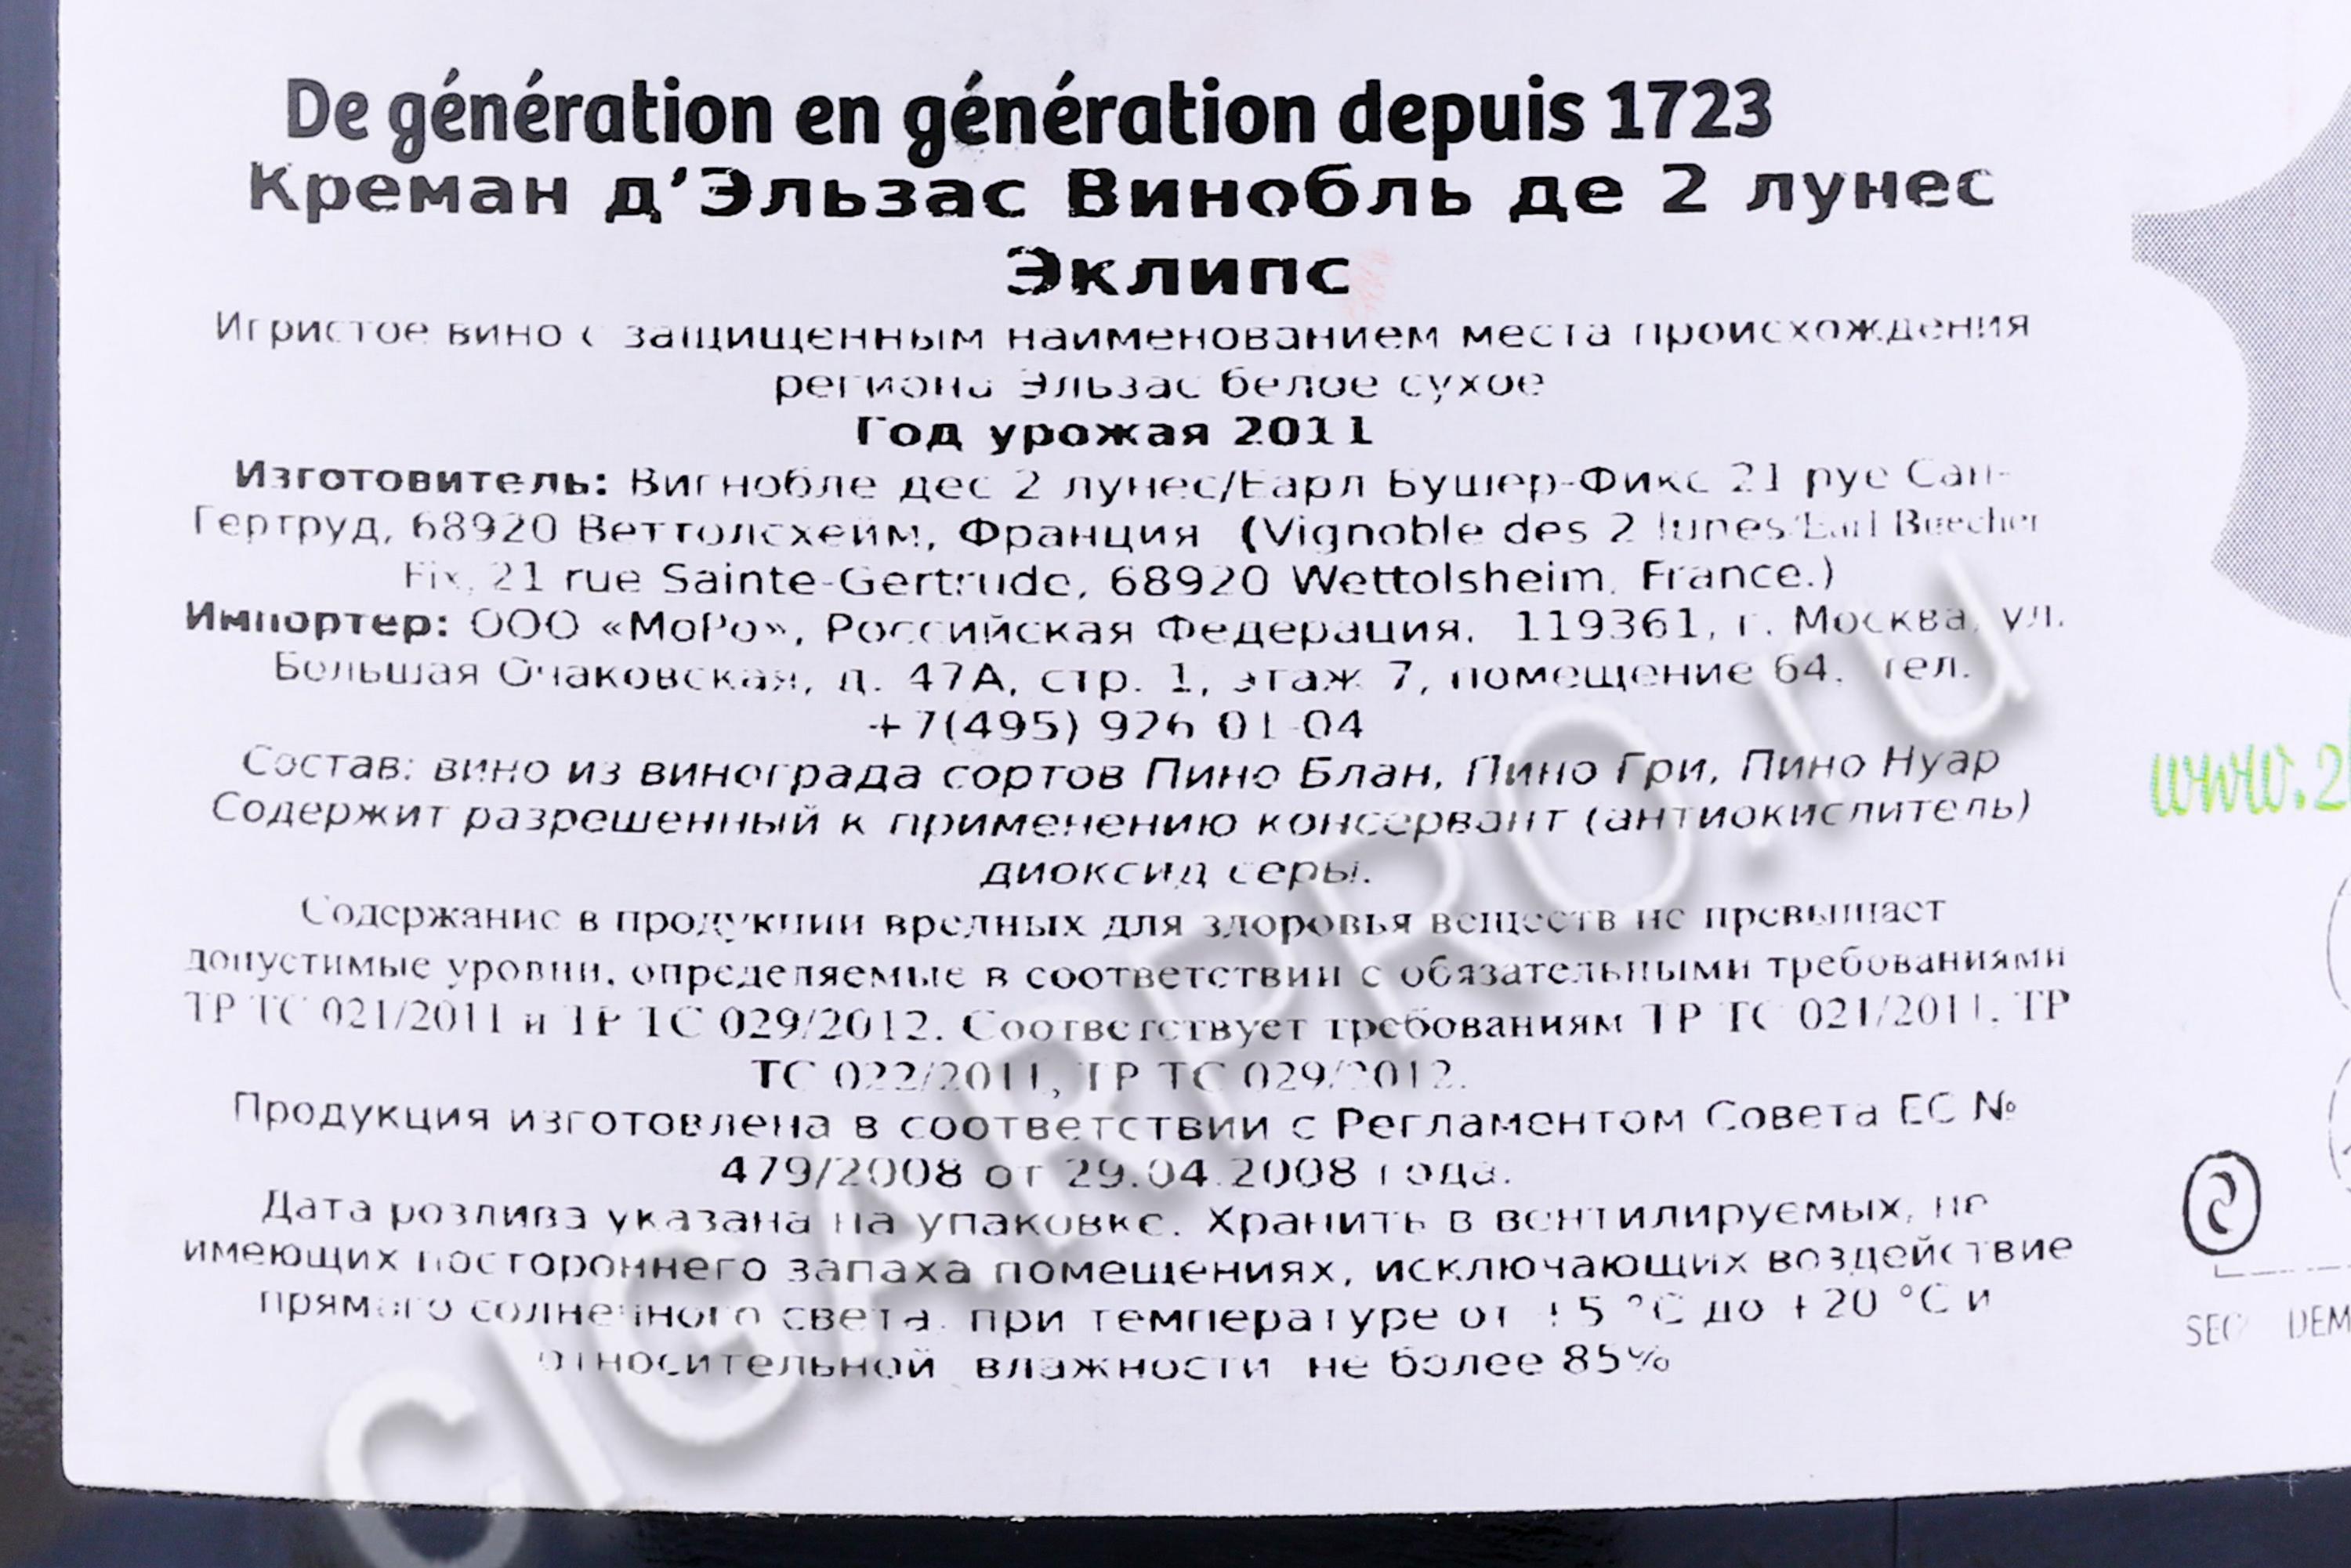 De génération en génération depuis 1723
Креман д'Эльзас Винобль де 2 лунес
Эклипс
Игристое вино с защищенным наименованием места происхождения
региона Эльзас белое сухое
Год урожая 2011
Изготовитель: Вигнобле дес 2 лунес/Еарл Бушер-Фикс 21 руе Сан-
Гертруд, 68920 Веттолсхейм, Франция (Vignoble des 2 lunes/Earl Buecher
Fix, 21 rue Sainte-Gertrude, 68920 Wettolsheim, France.)
Импортер: ООО «МоРо», Российская Федерация, 119361, г. Москва, ул.
Большая Очаковская, д. 47А, стр. 1, этаж 7, помещение 64, тел.
+7(495) 926-01-04
Состав: вино из винограда сортов Пино Блан, Пино Гри, Пино Нуар
Содержит разрешенный к применению консервант (антиокислитель)
диоксид серы.
Содержание в продукции вредных для здоровья веществ не превышает
допустимые уровни, определяемые в соответствии с обязательными требованиями
ТР ТС 021/2011 и ТР ТС 029/2012. Соответствует требованиям ТР ТС 021/2011, ТР
ТС 022/2011, ТР ТС 029/2012.
Продукция изготовлена в соответствии с Регламентом Совета ЕС №
479/2008 от 29.04.2008 года.
Дата розлива указана на упаковке. Хранить в вентилируемых, не
имеющих постороннего запаха помещениях, исключающих воздействие
прямого солнечного света, при температуре от +5 °С до +20 °С и
относительной влажности не более 85%
www.2
SEC DEM
CIGARPRO.ru